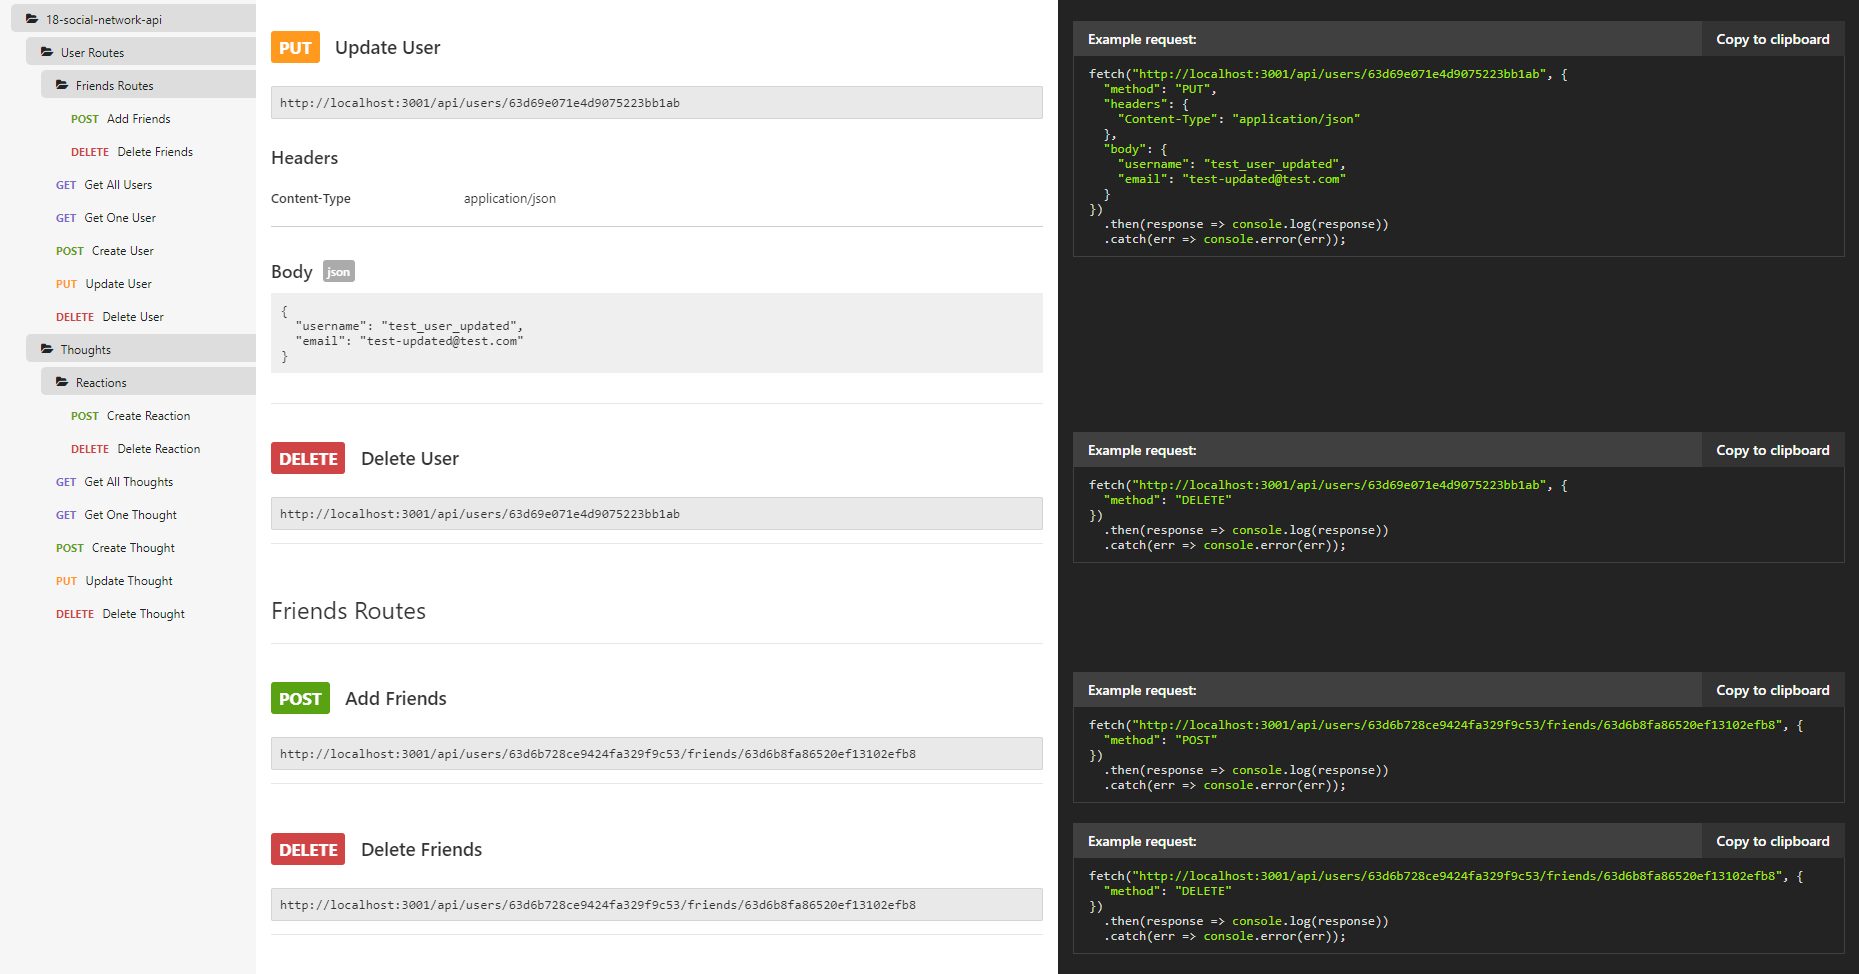 18-social-network-api
User Routes
Friends Routes
POST Add Friends
DELETE Delete Friends
GET Get All Users
GET Get One User
POST Create User
PUT Update User
DELETE Delete User
Thoughts
Reactions
POST Create Reaction
DELETE Delete Reaction
GET Get All Thoughts
GET Get One Thought
POST Create Thought
PUT Update Thought
DELETE Delete Thought
PUT Update User
http://localhost:3001/api/users/63d69e071e4d9075223bb1ab
Headers
Content-Type application/json
Body json
{
  "username": "test_user_updated",
  "email": "test-updated@test.com"
}
DELETE Delete User
http://localhost:3001/api/users/63d69e071e4d9075223bb1ab
Friends Routes
POST Add Friends
http://localhost:3001/api/users/63d6b728ce9424fa329f9c53/friends/63d6b8fa86520ef13102efb8
DELETE Delete Friends
http://localhost:3001/api/users/63d6b728ce9424fa329f9c53/friends/63d6b8fa86520ef13102efb8
Example request: Copy to clipboard
fetch("http://localhost:3001/api/users/63d69e071e4d9075223bb1ab", {
  "method": "PUT",
  "headers": {
    "Content-Type": "application/json"
  },
  "body": {
    "username": "test_user_updated",
    "email": "test-updated@test.com"
  }
})
  .then(response => console.log(response))
  .catch(err => console.error(err));
Example request: Copy to clipboard
fetch("http://localhost:3001/api/users/63d69e071e4d9075223bb1ab", {
  "method": "DELETE"
})
  .then(response => console.log(response))
  .catch(err => console.error(err));
Example request: Copy to clipboard
fetch("http://localhost:3001/api/users/63d6b728ce9424fa329f9c53/friends/63d6b8fa86520ef13102efb8", {
  "method": "POST"
})
  .then(response => console.log(response))
  .catch(err => console.error(err));
Example request: Copy to clipboard
fetch("http://localhost:3001/api/users/63d6b728ce9424fa329f9c53/friends/63d6b8fa86520ef13102efb8", {
  "method": "DELETE"
})
  .then(response => console.log(response))
  .catch(err => console.error(err));